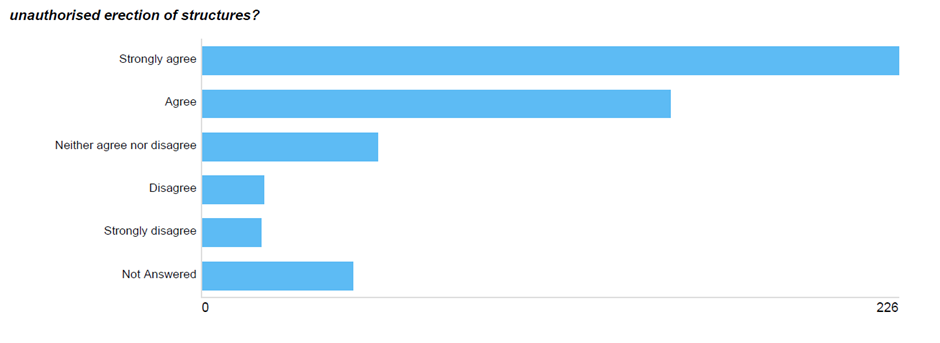 unauthorised erection of structures?
Strongly agree
Agree
Neither agree nor disagree
Disagree
Strongly disagree
Not Answered
0 226